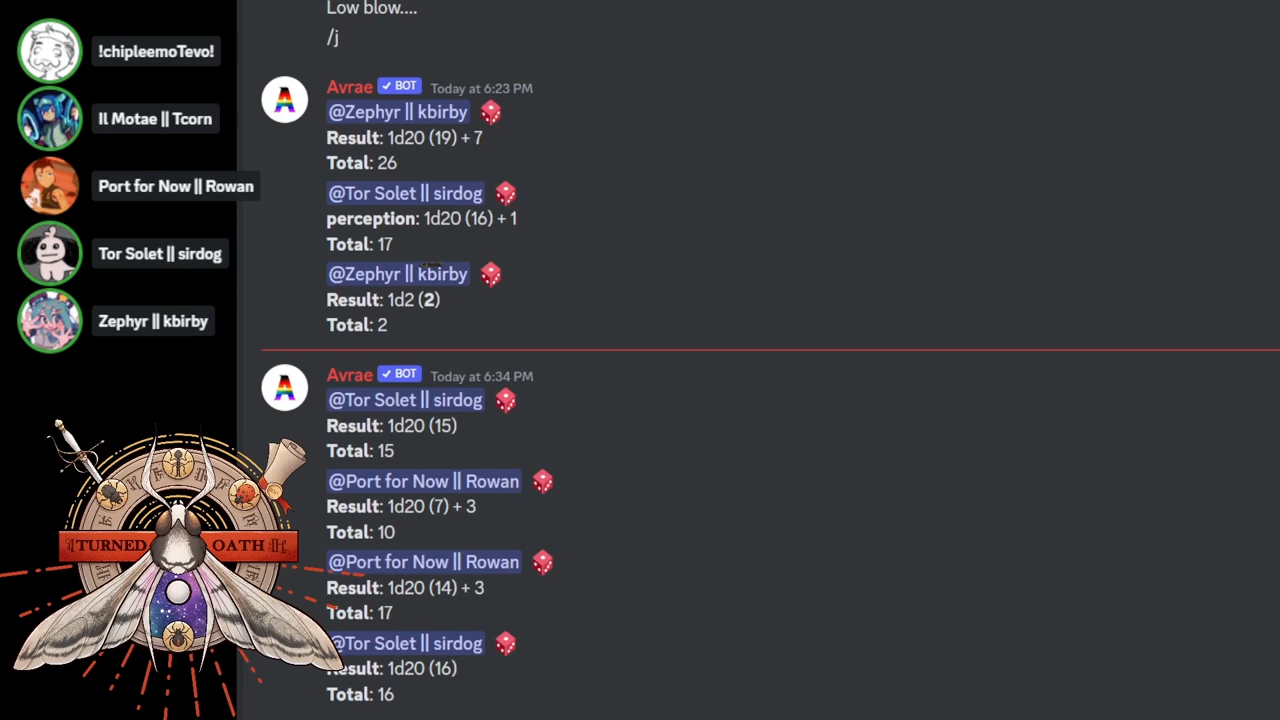 Low blow....
/j
!chipleemoTevo!
Il Motae || Tcorn
Port for Now || Rowan
Tor Solet || sirdog
Zephyr || kbirby
Avrae ✓ BOT Today at 6:23 PM
@Zephyr || kbirby
Result: 1d20 (19) + 7
Total: 26
@Tor Solet || sirdog
perception: 1d20 (16) + 1
Total: 17
@Zephyr || kbirby
Result: 1d2 (2)
Total: 2
Avrae ✓ BOT Today at 6:34 PM
@Tor Solet || sirdog
Result: 1d20 (15)
Total: 15
@Port for Now || Rowan
Result: 1d20 (7) + 3
Total: 10
@Port for Now || Rowan
Result: 1d20 (14) + 3
Total: 17
@Tor Solet || sirdog
Result: 1d20 (16)
Total: 16
TURNED OATH